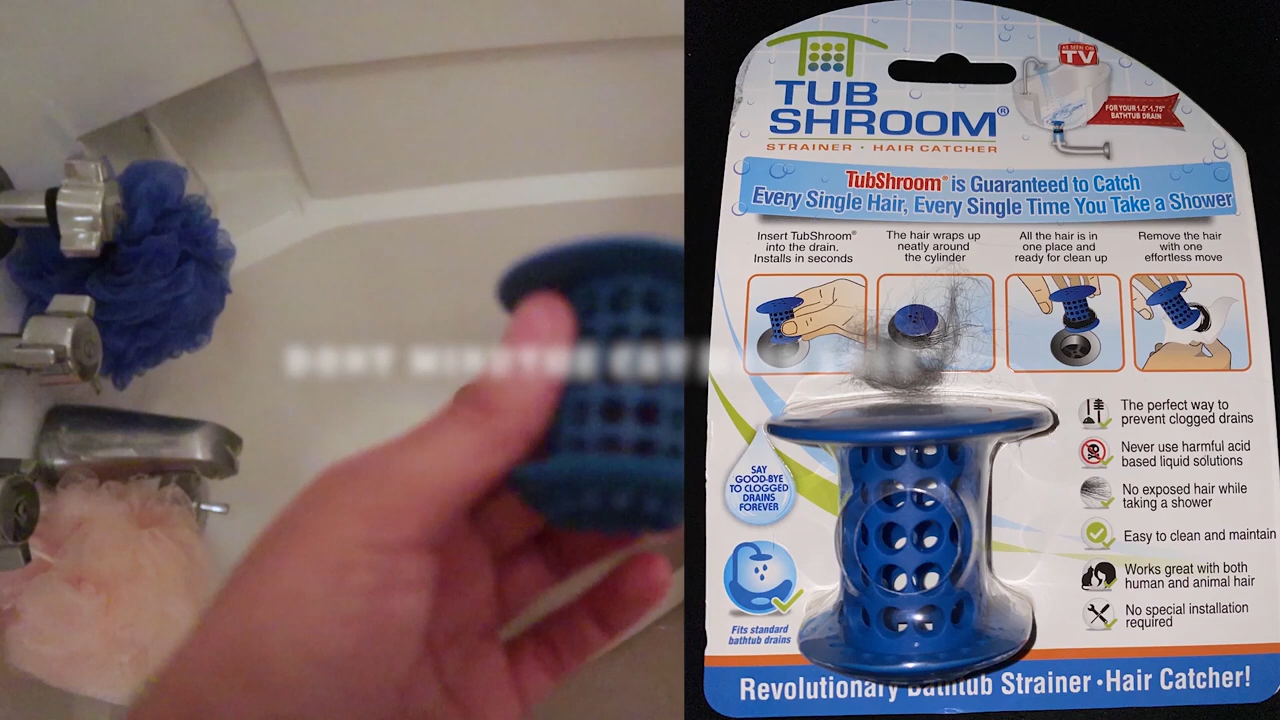 AS SEEN ON
TV
TUB
SHROOM®
STRAINER • HAIR CATCHER
FOR YOUR 1.5"-1.75"
BATHTUB DRAIN
TubShroom® is Guaranteed to Catch
Every Single Hair, Every Single Time You Take a Shower
Insert TubShroom®
into the drain.
Installs in seconds
The hair wraps up
neatly around
the cylinder
All the hair is in
one place and
ready for clean up
Remove the hair
with one
effortless move
SAY
GOOD-BYE
TO CLOGGED
DRAINS
FOREVER
Fits standard
bathtub drains
The perfect way to
prevent clogged drains
Never use harmful acid
based liquid solutions
No exposed hair while
taking a shower
Easy to clean and maintain
Works great with both
human and animal hair
No special installation
required
Revolutionary Bathtub Strainer • Hair Catcher!